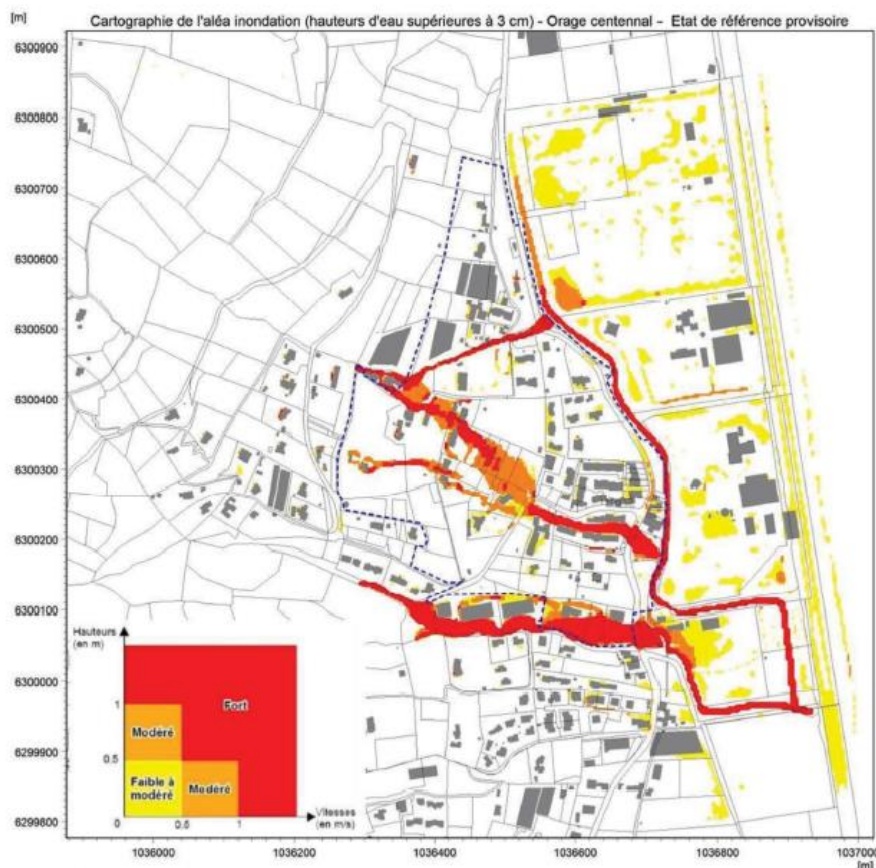 Cartographie de l'aléa inondation (hauteurs d'eau supérieures à 3 cm) - Orage centennal – Etat de référence provisoire
[m]
6300900
6300800
6300700
6300600
6300500
6300400
6300300
6300200
6300100
6300000
6299900
6299800
Hauteurs
(en m)
1
Fort
Modéré
0.5
Faible à
modéré
Modéré
0 0.5 1 Vitesses
(en m/s)
1036000 1036200 1036400 1036600 1036800 1037000
[m]